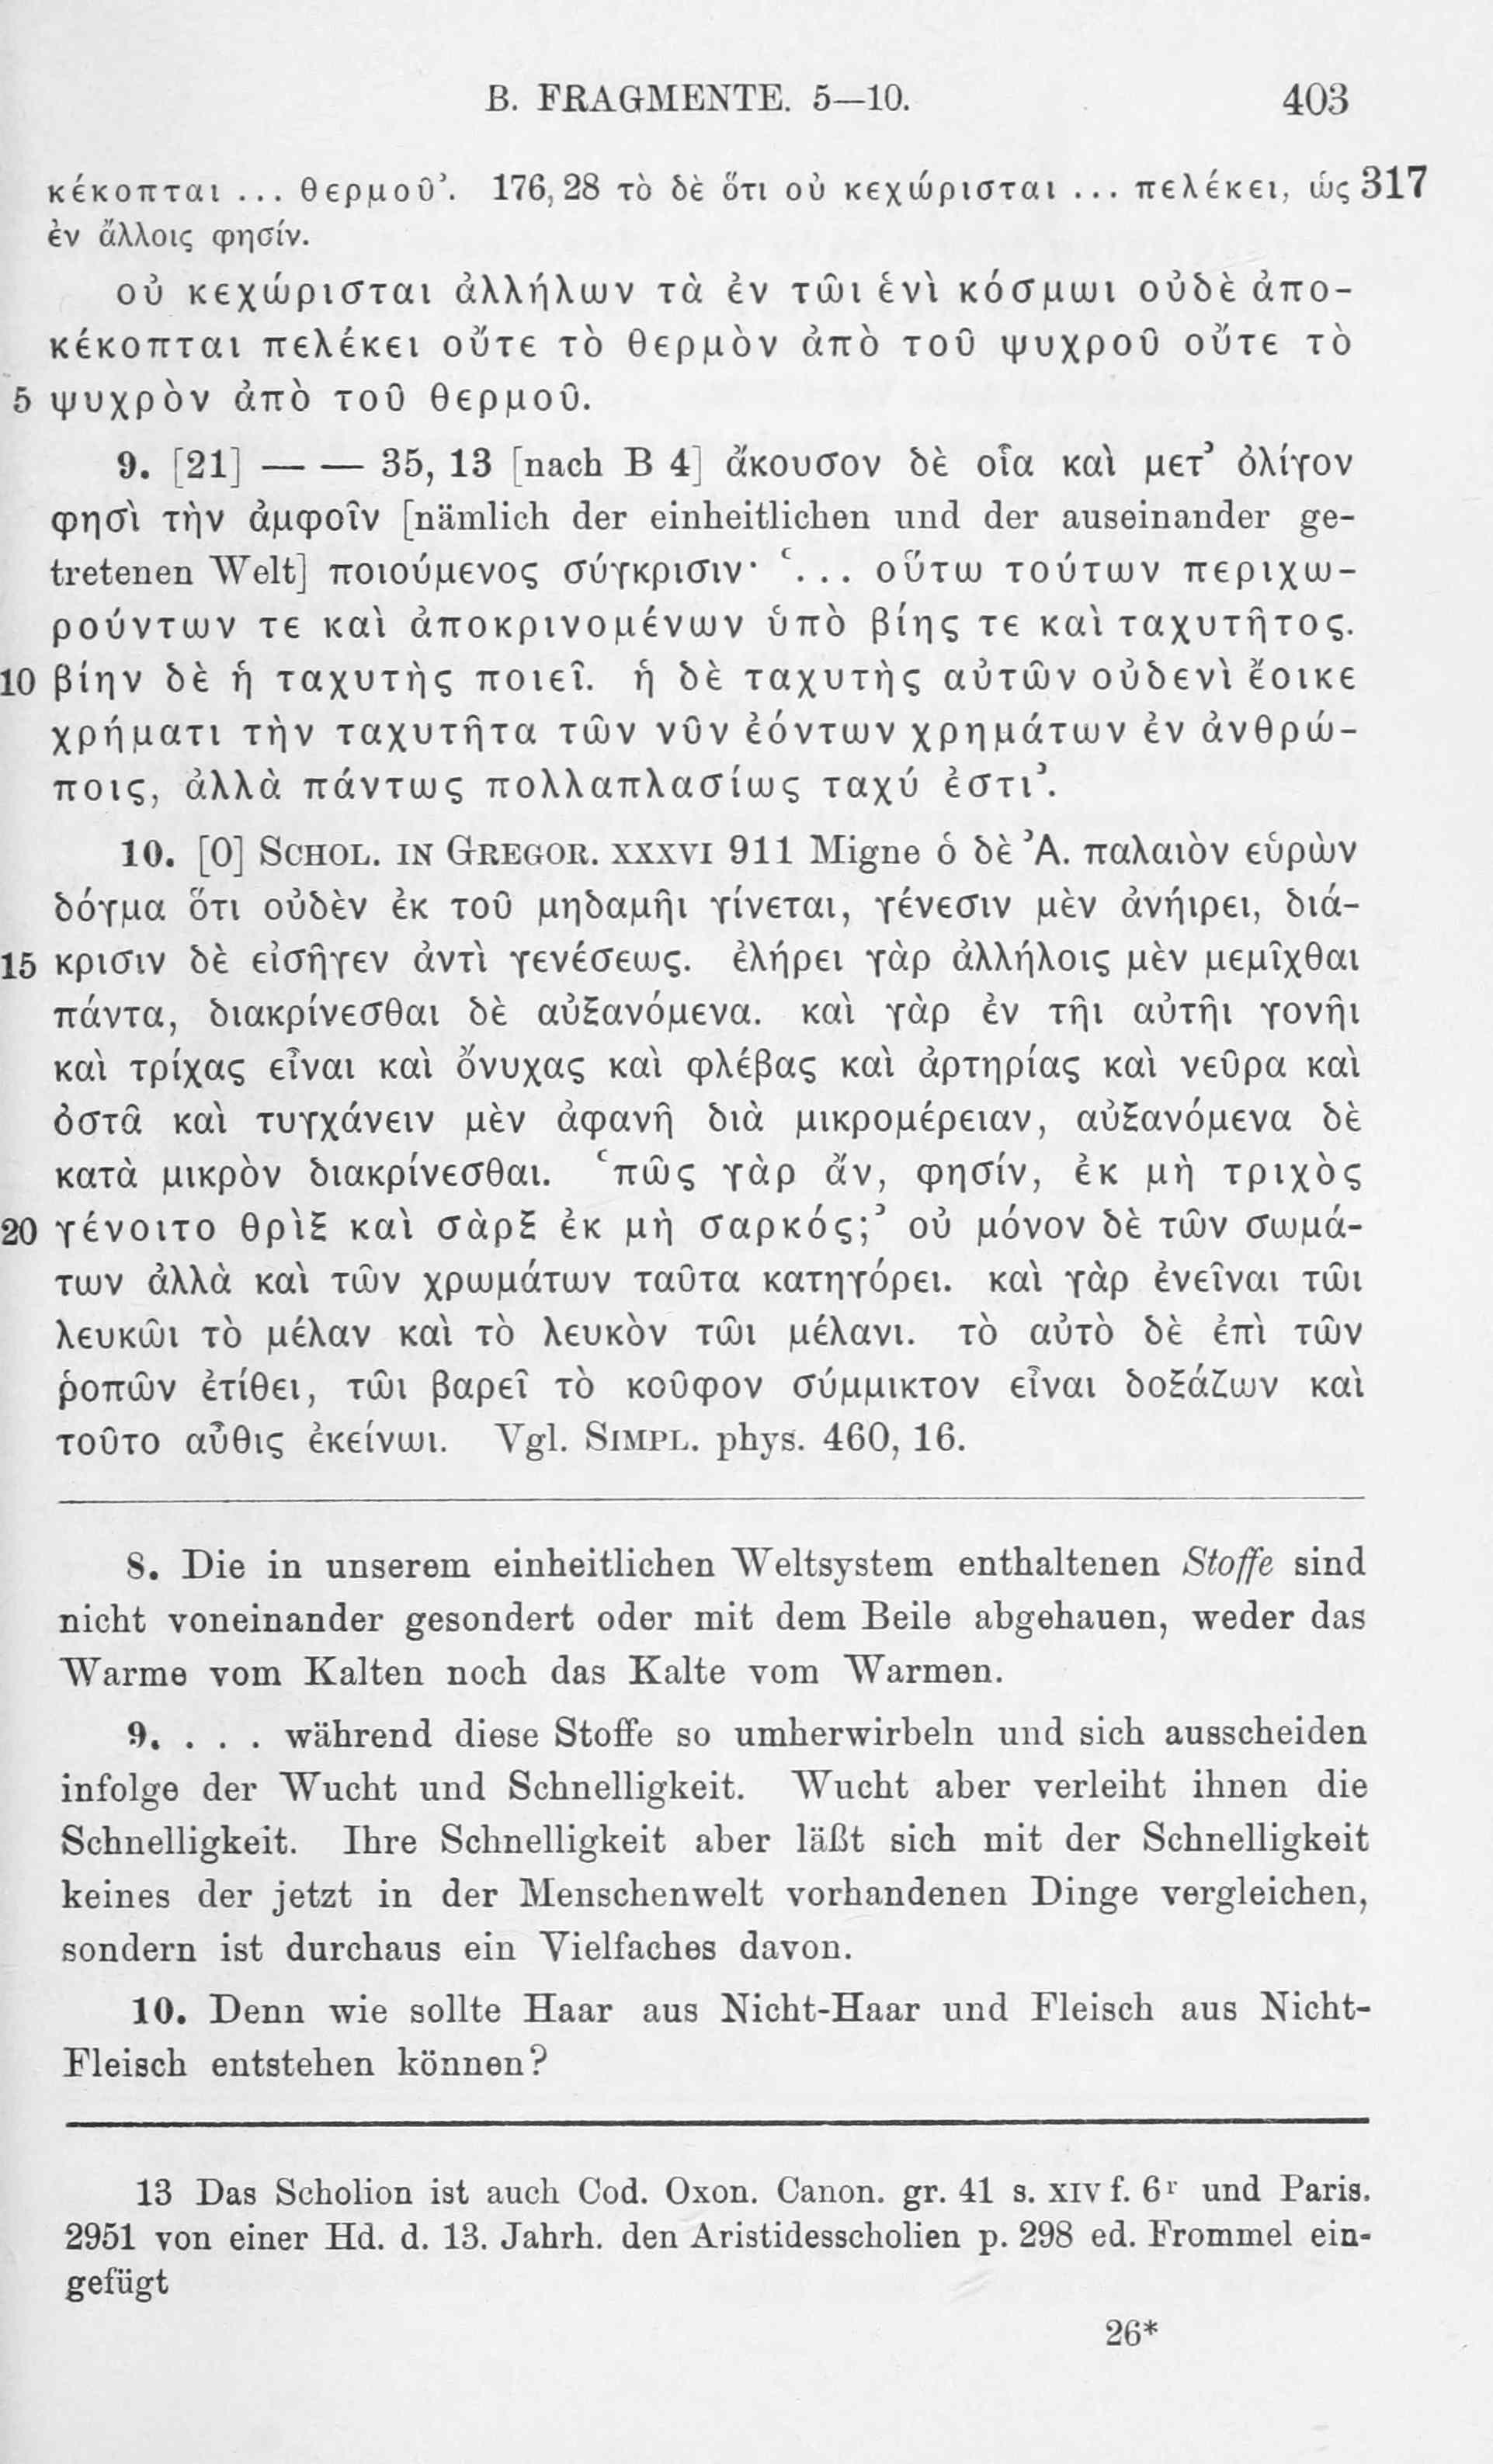 B. FRAGMENTE. 5—10. 403
κέκοπται ... θερμοῦ’. 176, 28 τὸ δὲ ὅτι οὐ κεχώρισται ... πελέκει, ὡς 317
ἐν ἄλλοις φησίν.
οὐ κεχώρισται ἀλλήλων τὰ ἐν τῶι ἑνὶ κόσμωι οὐδὲ ἀπο-
κέκοπται πελέκει οὔτε τὸ θερμὸν ἀπὸ τοῦ ψυχροῦ οὔτε τὸ
5 ψυχρὸν ἀπὸ τοῦ θερμοῦ.
9. [21] — — 35, 13 [nach B 4] ἄκουσον δὲ οἷα καὶ μετ’ ὀλίγον
φησὶ τὴν ἀμφοῖν [nämlich der einheitlichen und der auseinander ge-
tretenen Welt] ποιούμενος σύγκρισιν· ‘... οὕτω τούτων περιχω-
ρούντων τε καὶ ἀποκρινομένων ὑπὸ βίης τε καὶ ταχυτῆτος.
10 βίην δὲ ἡ ταχυτὴς ποιεῖ. ἡ δὲ ταχυτὴς αὐτῶν οὐδενὶ ἔοικε
χρήματι τὴν ταχυτῆτα τῶν νῦν ἐόντων χρημάτων ἐν ἀνθρώ-
ποις, ἀλλὰ πάντως πολλαπλασίως ταχύ ἐστι’.
10. [0] SCHOL. IN GREGOR. XXXVI 911 Migne ὁ δὲ ’Α. παλαιὸν εὑρὼν
δόγμα ὅτι οὐδὲν ἐκ τοῦ μηδαμῆι γίνεται, γένεσιν μὲν ἀνήιρει, διά-
15 κρισιν δὲ εἰσῆγεν ἀντὶ γενέσεως. ἐλήρει γὰρ ἀλλήλοις μὲν μεμῖχθαι
πάντα, διακρίνεσθαι δὲ αὐξανόμενα. καὶ γὰρ ἐν τῆι αὐτῆι γονῆι
καὶ τρίχας εἶναι καὶ ὄνυχας καὶ φλέβας καὶ ἀρτηρίας καὶ νεῦρα καὶ
ὀστᾶ καὶ τυγχάνειν μὲν ἀφανῆ διὰ μικρομέρειαν, αὐξανόμενα δὲ
κατὰ μικρὸν διακρίνεσθαι. ‘πῶς γὰρ ἄν, φησίν, ἐκ μὴ τριχὸς
20 γένοιτο θρὶξ καὶ σὰρξ ἐκ μὴ σαρκός;’ οὐ μόνον δὲ τῶν σωμά-
των ἀλλὰ καὶ τῶν χρωμάτων ταῦτα κατηγόρει. καὶ γὰρ ἐνεῖναι τῶι
λευκῶι τὸ μέλαν καὶ τὸ λευκὸν τῶι μέλανι. τὸ αὐτὸ δὲ ἐπὶ τῶν
ῥοπῶν ἐτίθει, τῶι βαρεῖ τὸ κοῦφον σύμμικτον εἶναι δοξάζων καὶ
τοῦτο αὖθις ἐκείνωι. Vgl. SIMPL. phys. 460, 16.
8. Die in unserem einheitlichen Weltsystem enthaltenen Stoffe sind
nicht voneinander gesondert oder mit dem Beile abgehauen, weder das
Warme vom Kalten noch das Kalte vom Warmen.
9. . . . während diese Stoffe so umherwirbeln und sich ausscheiden
infolge der Wucht und Schnelligkeit. Wucht aber verleiht ihnen die
Schnelligkeit. Ihre Schnelligkeit aber läßt sich mit der Schnelligkeit
keines der jetzt in der Menschenwelt vorhandenen Dinge vergleichen,
sondern ist durchaus ein Vielfaches davon.
10. Denn wie sollte Haar aus Nicht-Haar und Fleisch aus Nicht-
Fleisch entstehen können?
13 Das Scholion ist auch Cod. Oxon. Canon. gr. 41 s. XIV f. 6r und Paris.
2951 von einer Hd. d. 13. Jahrh. den Aristidesscholien p. 298 ed. Frommel ein-
gefügt
26*